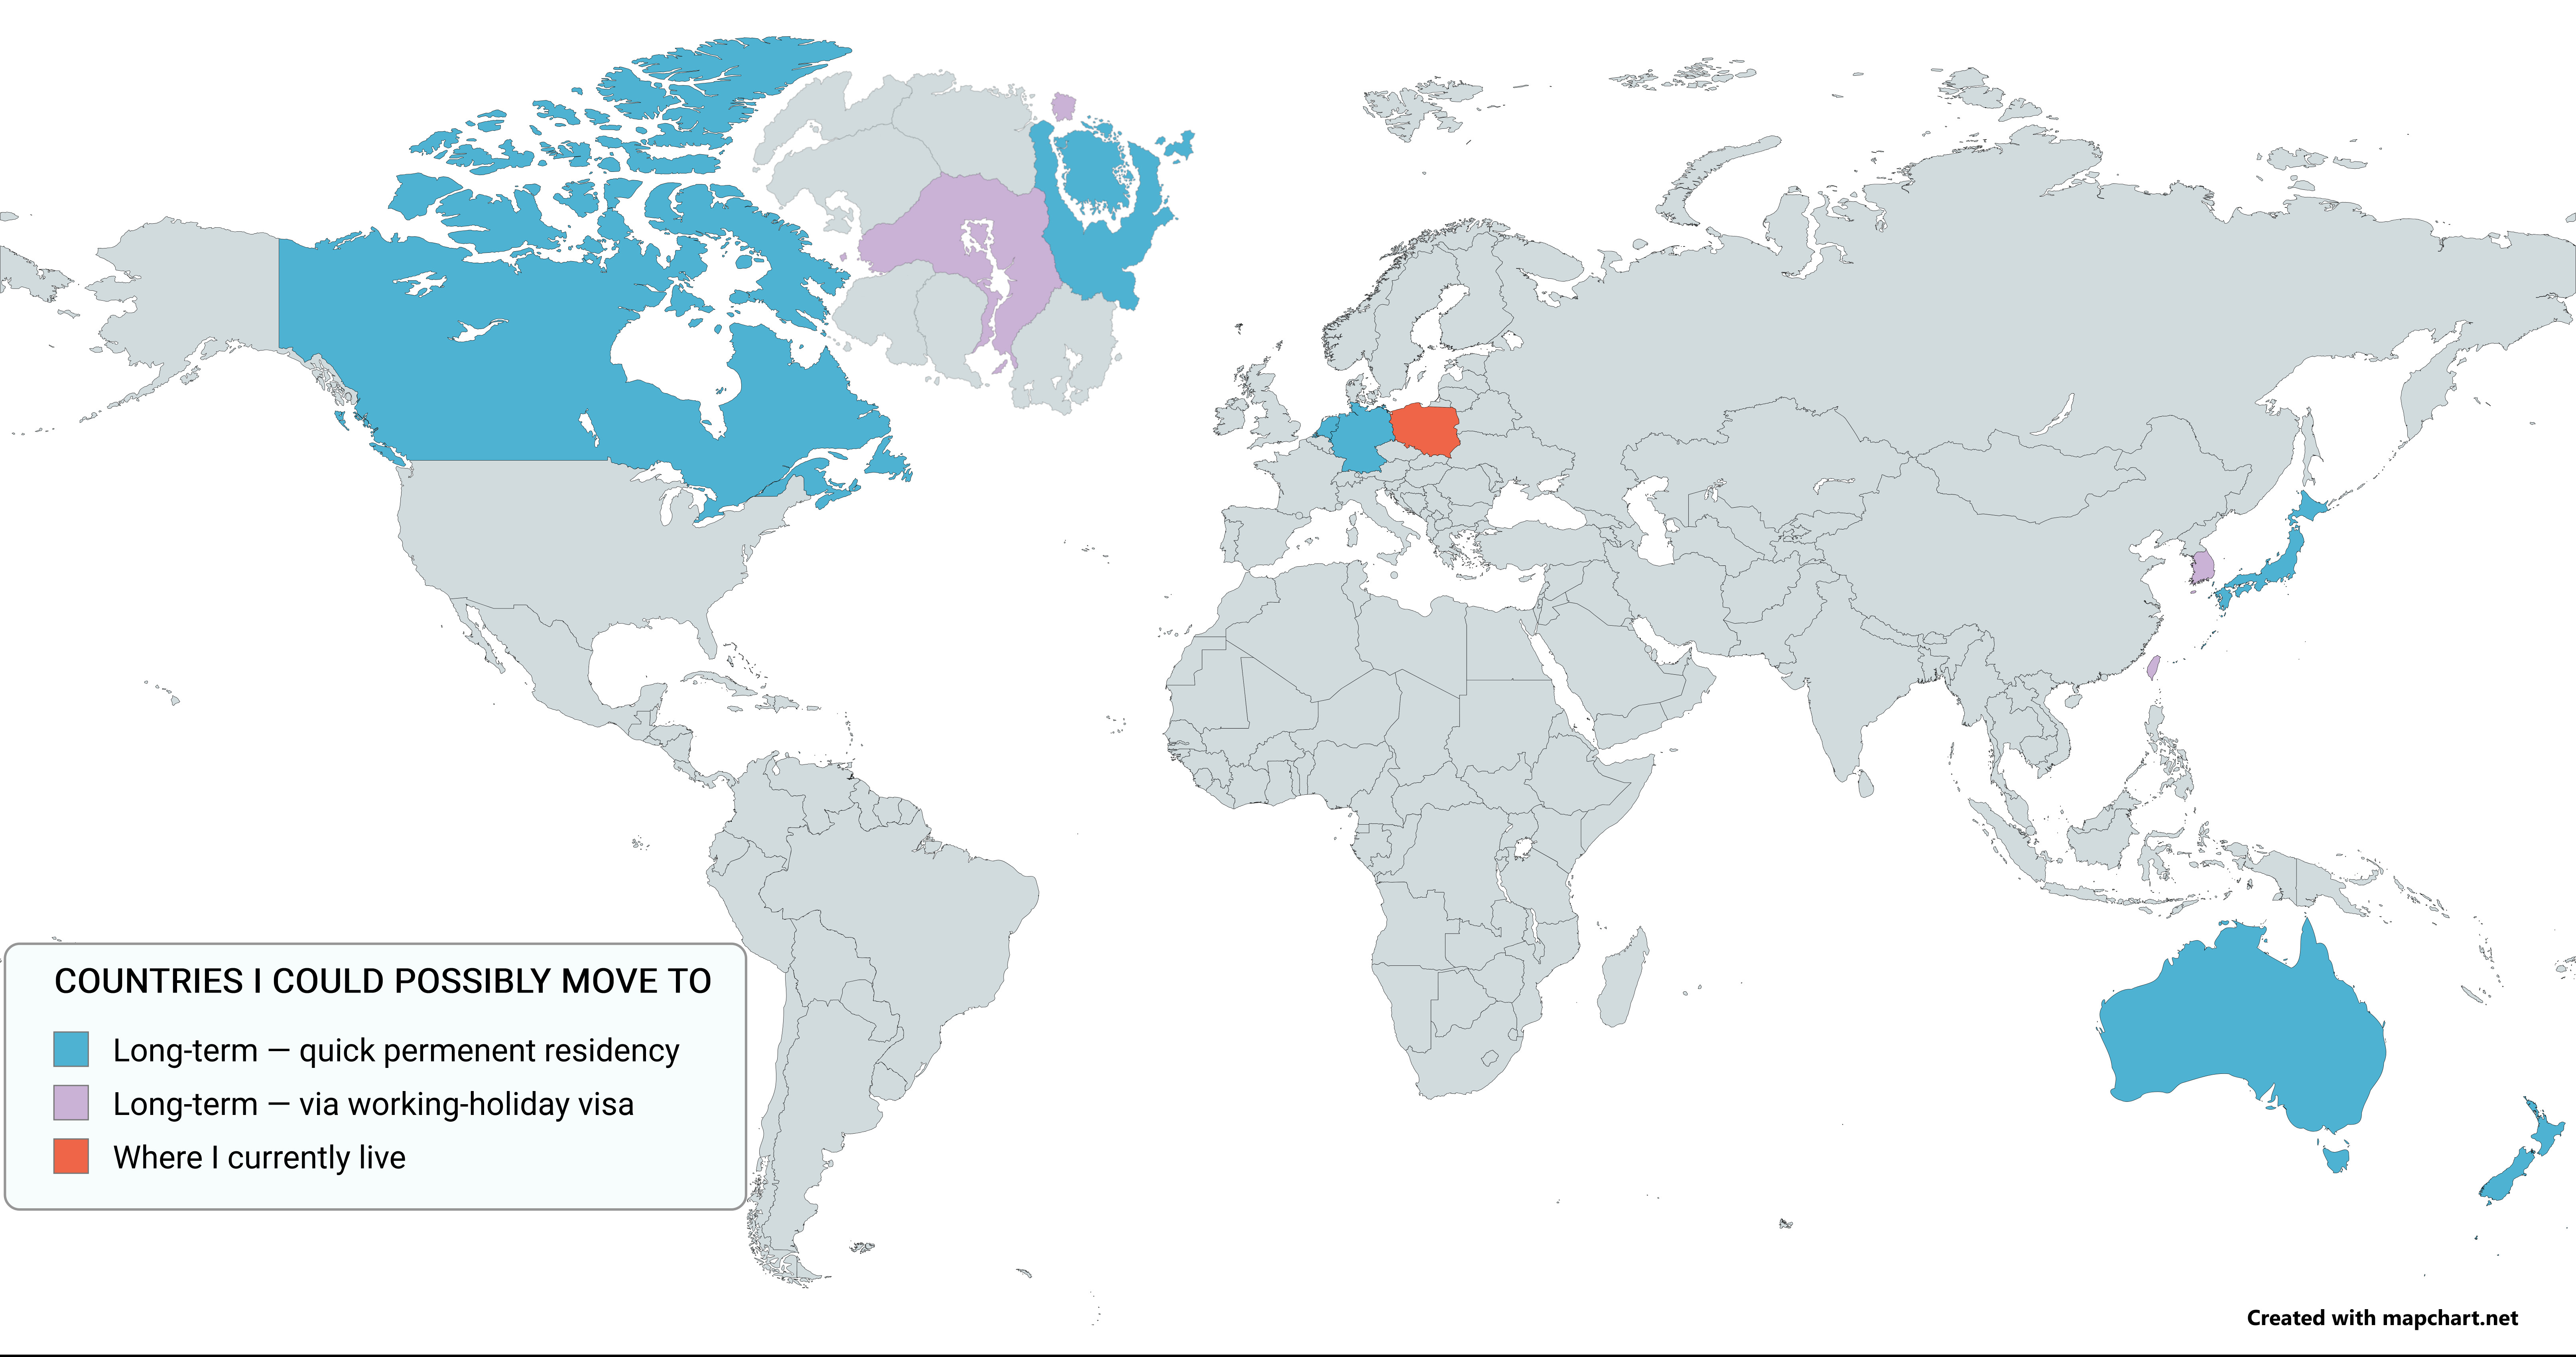 COUNTRIES I COULD POSSIBLY MOVE TO
Long-term — quick permenent residency
Long-term — via working-holiday visa
Where I currently live
Created with mapchart.net